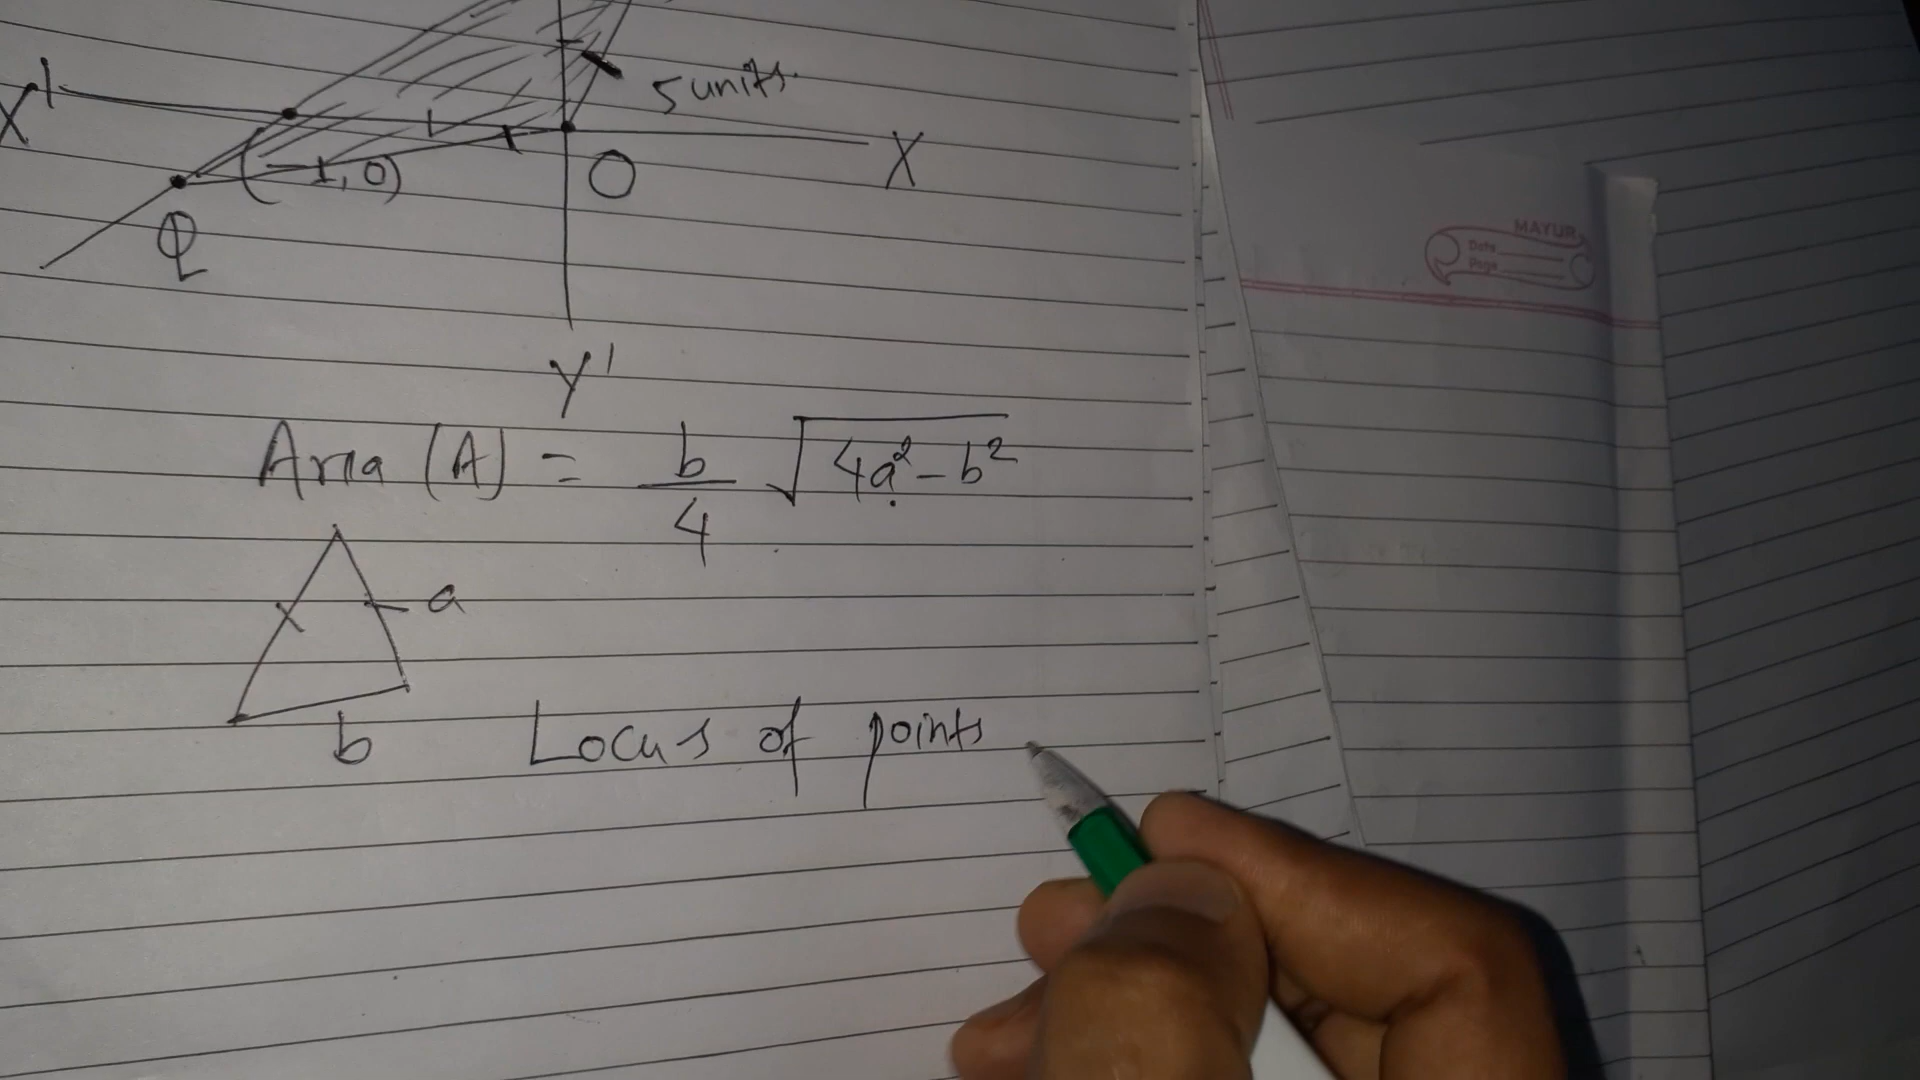 5 units.
X'
X
(-1, 0)
O
Q
Y'
Area (A) = b/4 √(4a² - b²)
a
b
Locus of points
MAYUR
Date
Page